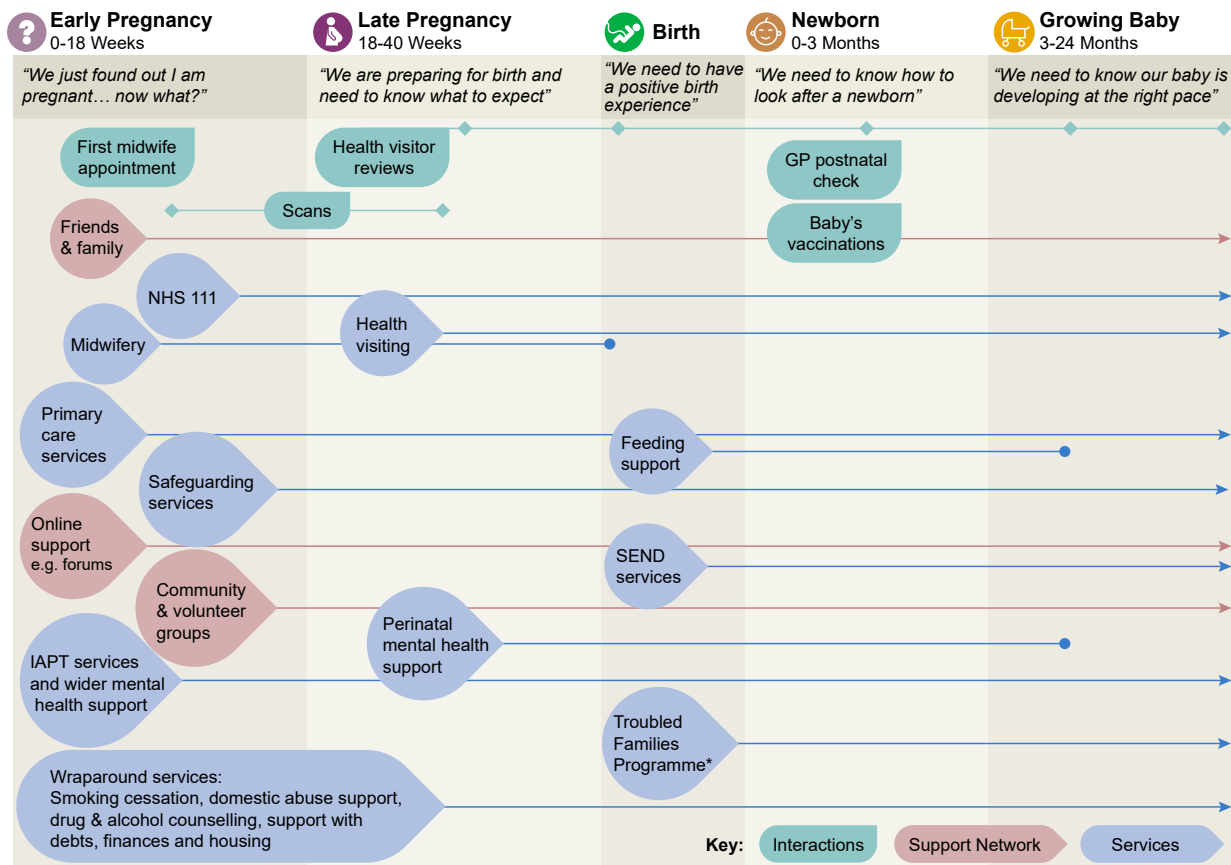 Early Pregnancy
0-18 Weeks
Late Pregnancy
18-40 Weeks
Birth
Newborn
0-3 Months
Growing Baby
3-24 Months
?
“We just found out I am
pregnant… now what?”
“We are preparing for birth and
need to know what to expect”
“We need to have
a positive birth
experience”
“We need to know how to
look after a newborn”
“We need to know our baby is
developing at the right pace”
First midwife
appointment
Health visitor
reviews
GP postnatal
check
Scans
Baby’s
vaccinations
Friends
& family
NHS 111
Midwifery
Health
visiting
Primary
care
services
Feeding
support
Safeguarding
services
Online
support
e.g. forums
SEND
services
Community
& volunteer
groups
Perinatal
mental health
support
IAPT services
and wider mental
health support
Troubled
Families
Programme*
Wraparound services:
Smoking cessation, domestic abuse support,
drug & alcohol counselling, support with
debts, finances and housing
Key:
Interactions
Support Network
Services